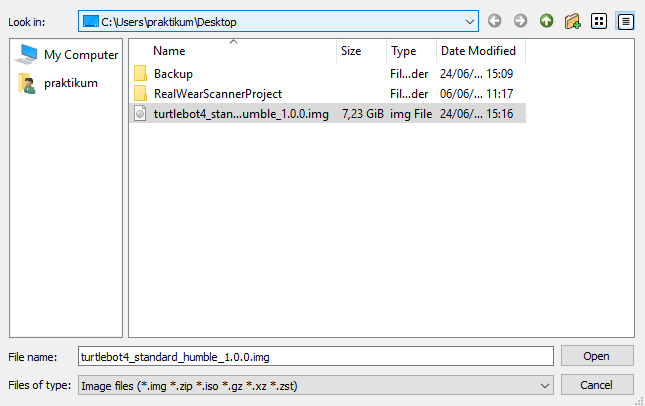 Look in: C:\Users\praktikum\Desktop
My Computer
praktikum
Name Size Type Date Modified
Backup Fil...der 24/06/... 15:09
RealWearScannerProject Fil...der 06/06/... 11:17
turtlebot4_stan...umble_1.0.0.img 7,23 GiB img File 24/06/... 15:16
File name: turtlebot4_standard_humble_1.0.0.img Open
Files of type: Image files (*.img *.zip *.iso *.gz *.xz *.zst) Cancel